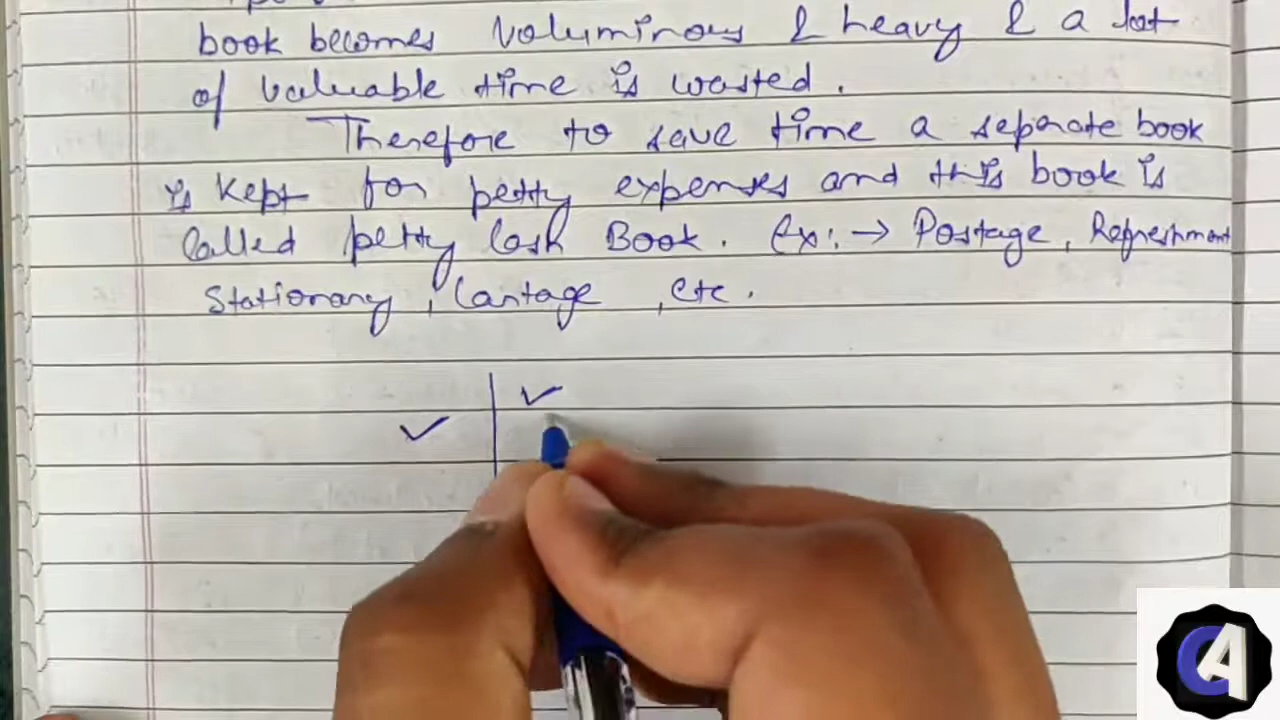 book becomes voluminous & heavy & a lot
of valuable time is wasted.
Therefore to save time a separate book
is kept for petty expenses and this book is
called petty Cash Book. Ex:→ Postage, Refreshment
Stationary, Cartage, etc.
CA